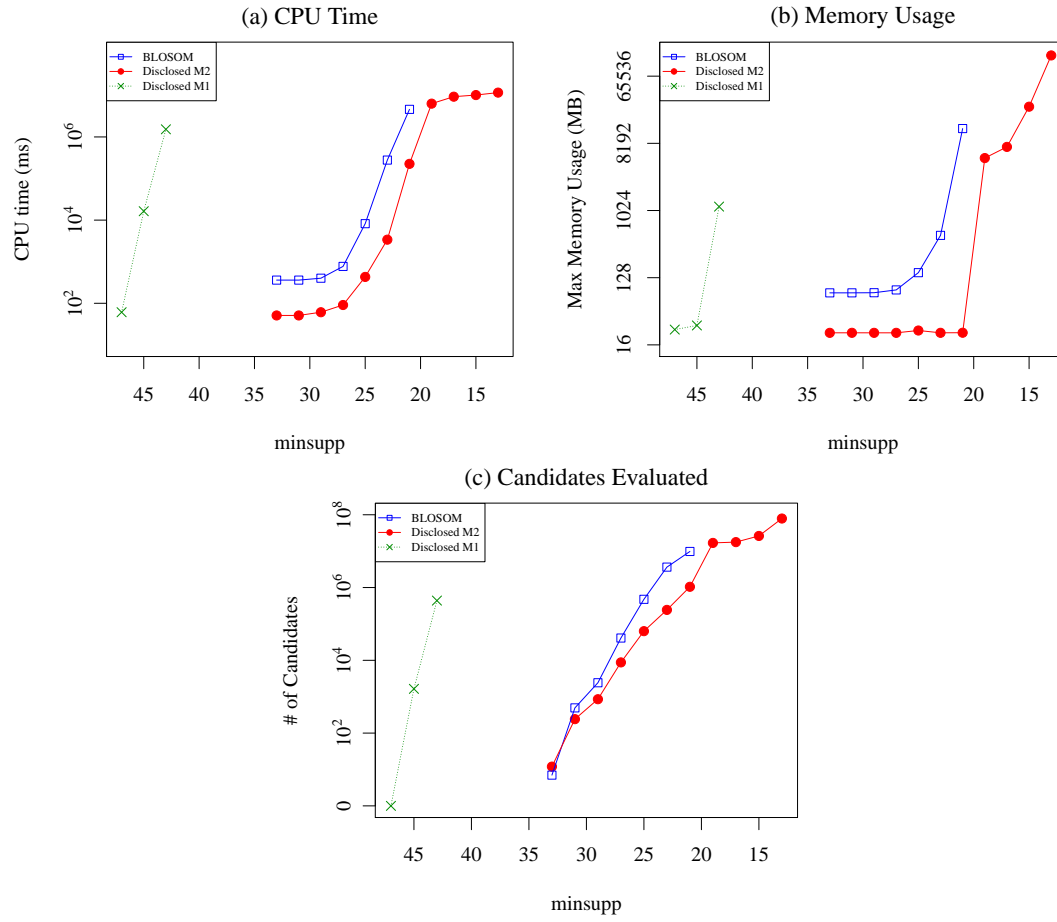 (a) CPU Time
BLOSOM
Disclosed M2
Disclosed M1
CPU time (ms)
10^6
10^4
10^2
45 40 35 30 25 20 15
minsupp
(b) Memory Usage
BLOSOM
Disclosed M2
Disclosed M1
Max Memory Usage (MB)
65536
8192
1024
128
16
45 40 35 30 25 20 15
minsupp
(c) Candidates Evaluated
BLOSOM
Disclosed M2
Disclosed M1
# of Candidates
10^8
10^6
10^4
10^2
0
45 40 35 30 25 20 15
minsupp